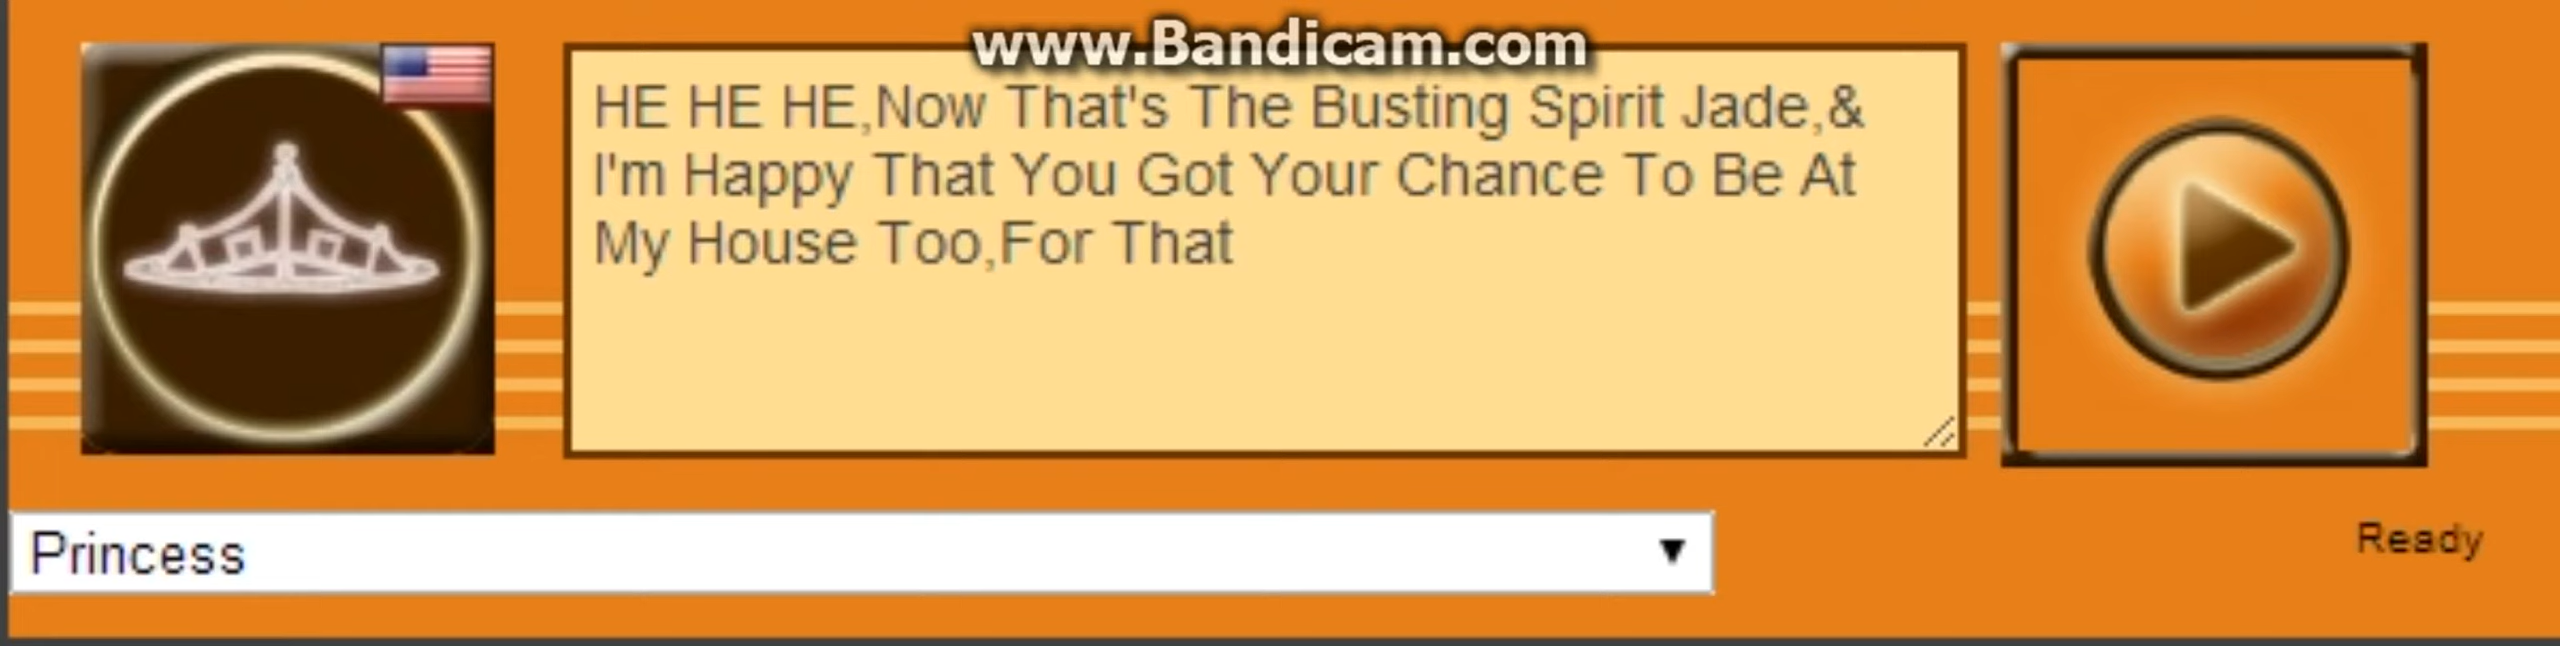 www.Bandicam.com
HE HE HE,Now That's The Busting Spirit Jade,&
I'm Happy That You Got Your Chance To Be At
My House Too,For That
Princess
Ready